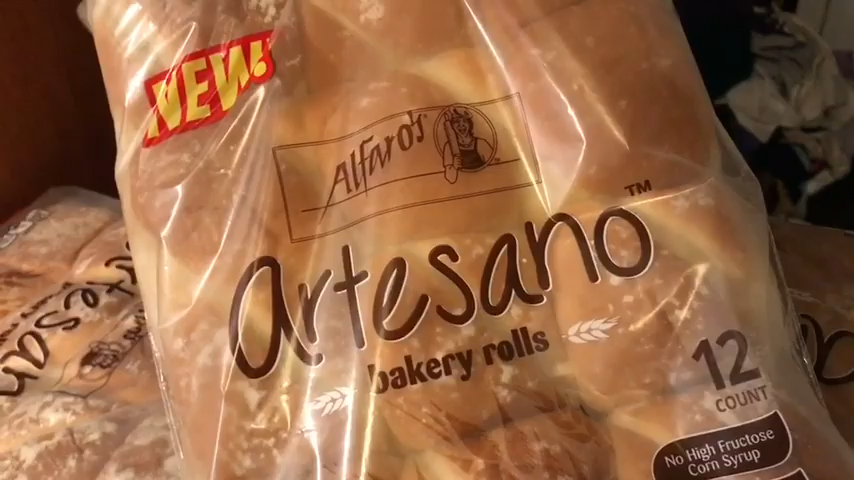 NEW!
Alfaro's
artesano™
bakery rolls
12
COUNT
No High Fructose
Corn Syrup